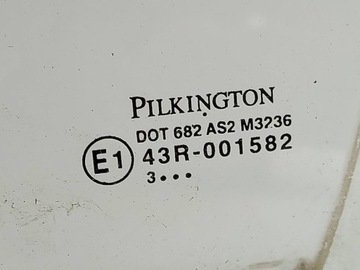 PILKINGTON
DOT 682 AS2 M3236
E1 43R-001582
3•••